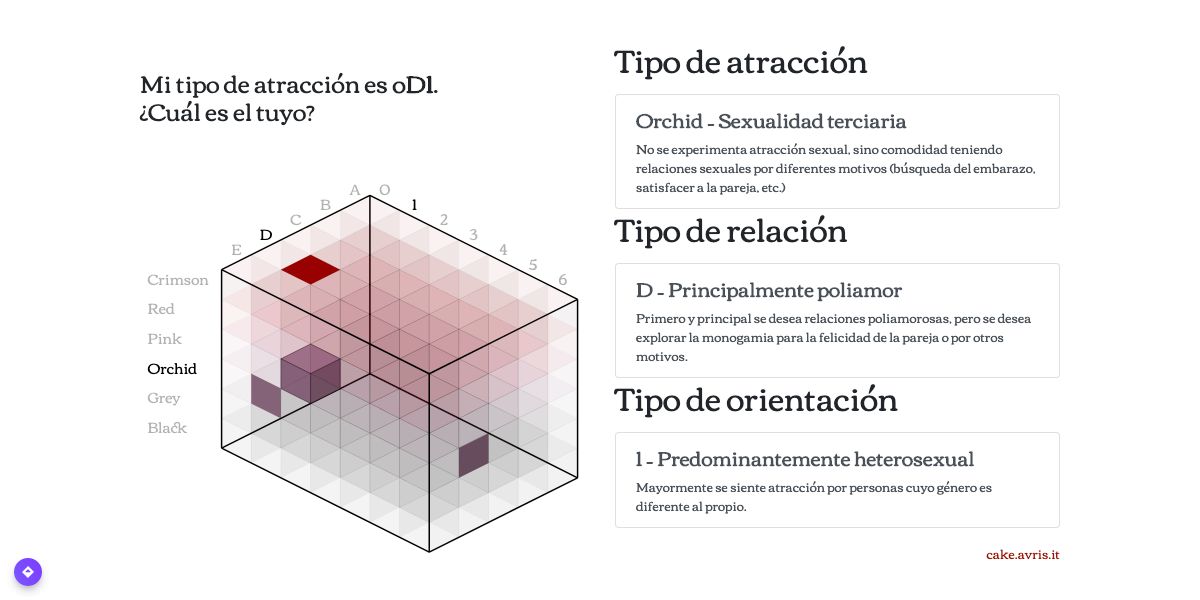 Mi tipo de atracción es oD1.
¿Cuál es el tuyo?
A
B
C
D
E
0
1
2
3
4
5
6
Crimson
Red
Pink
Orchid
Grey
Black
Tipo de atracción
Orchid - Sexualidad terciaria
No se experimenta atracción sexual, sino comodidad teniendo
relaciones sexuales por diferentes motivos (búsqueda del embarazo,
satisfacer a la pareja, etc.)
Tipo de relación
D - Principalmente poliamor
Primero y principal se desea relaciones poliamorosas, pero se desea
explorar la monogamia para la felicidad de la pareja o por otros
motivos.
Tipo de orientación
1 - Predominantemente heterosexual
Mayormente se siente atracción por personas cuyo género es
diferente al propio.
cake.avris.it